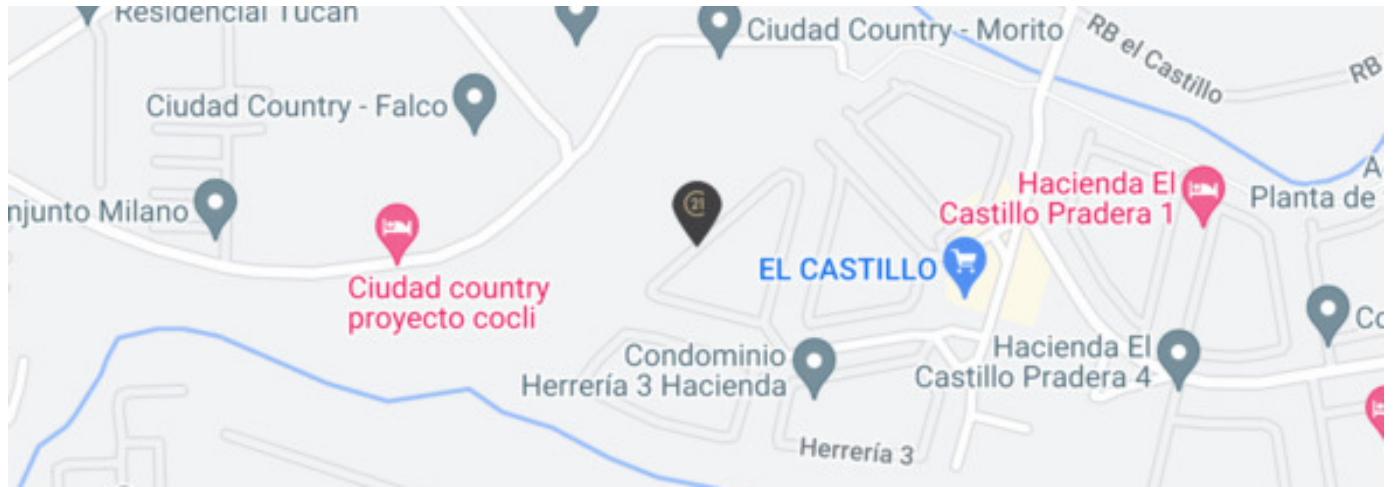 Residencial Tucan
Ciudad Country - Morito
RB el Castillo
RB
Ciudad Country - Falco
njunto Milano
21
Hacienda El
Castillo Pradera 1
A
Planta de
EL CASTILLO
Ciudad country
proyecto cocli
Condominio
Herrería 3 Hacienda
Hacienda El
Castillo Pradera 4
Co
Herrería 3